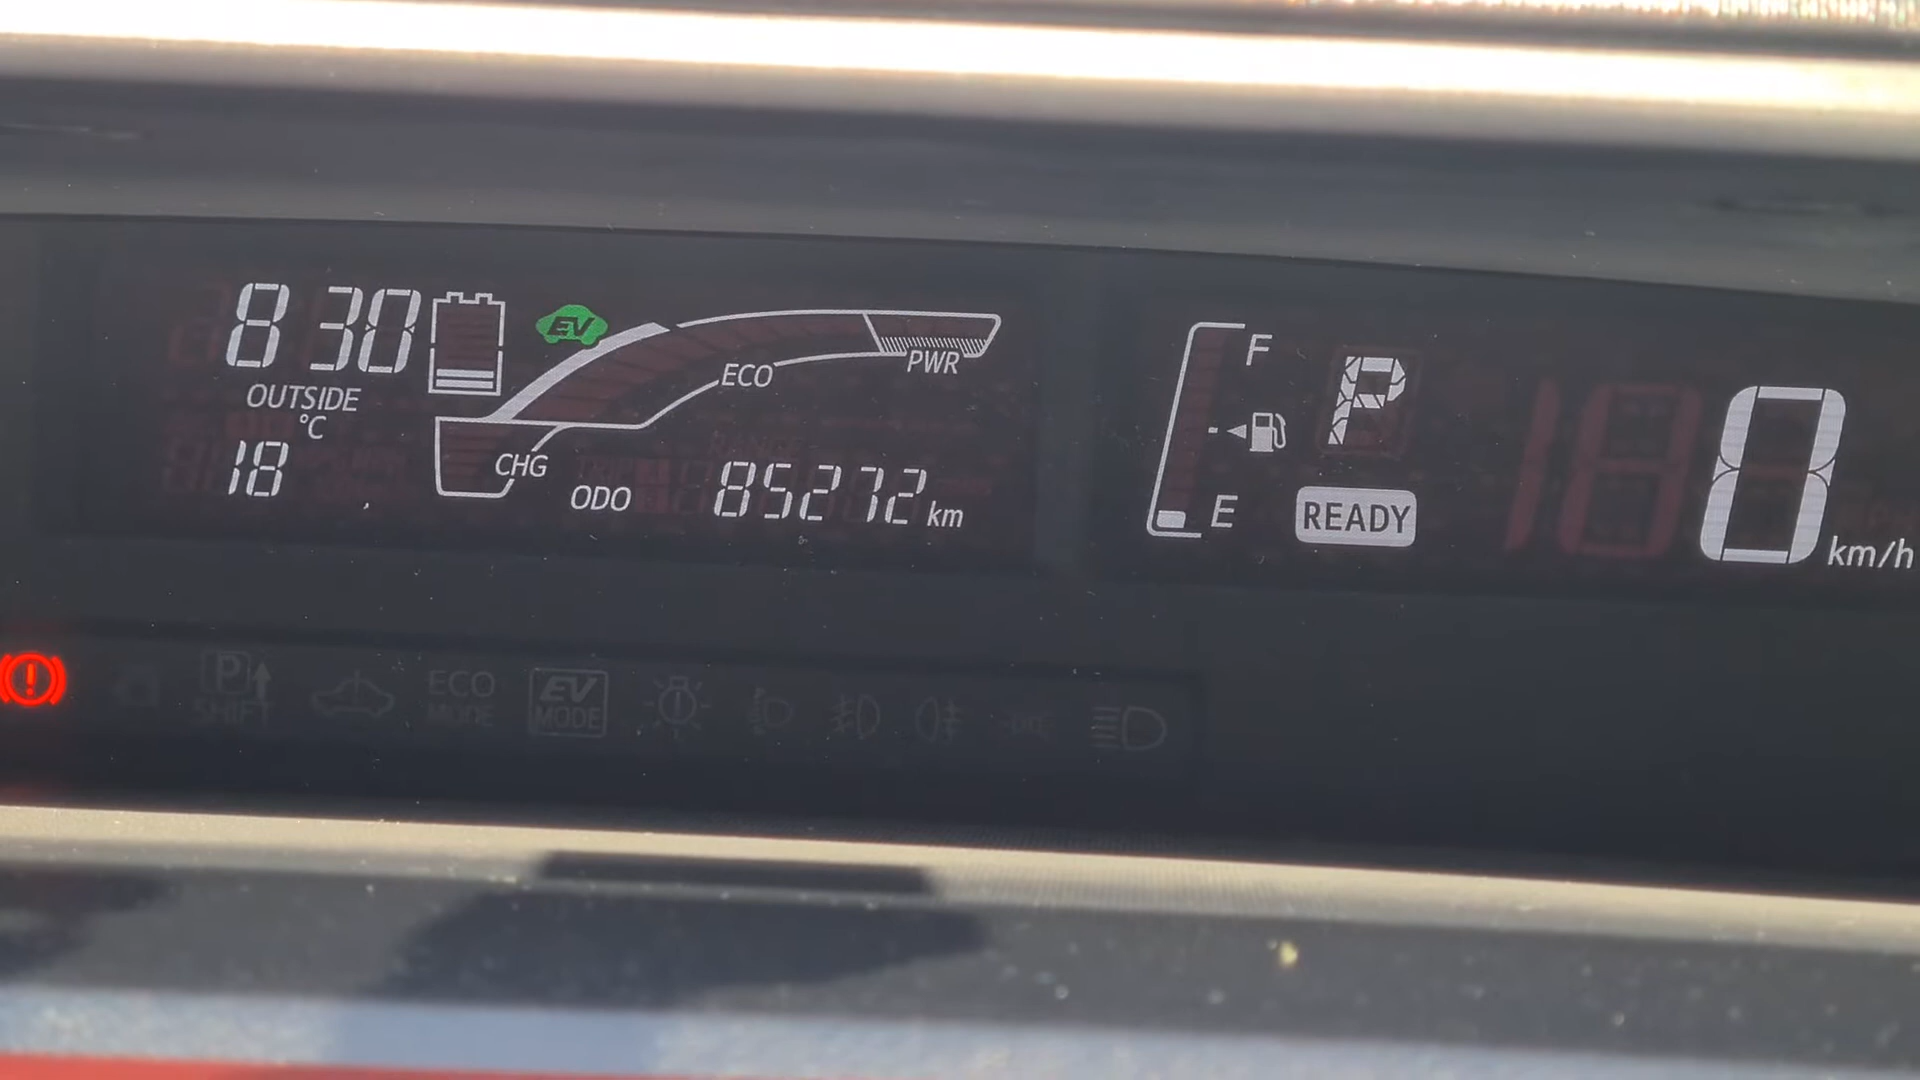 8 30
EV
OUTSIDE
°C
18
PWR
ECO
CHG
ODO 85272 km
F
E
P
READY
0 km/h
P
SHIFT
ECO
MODE
EV
MODE